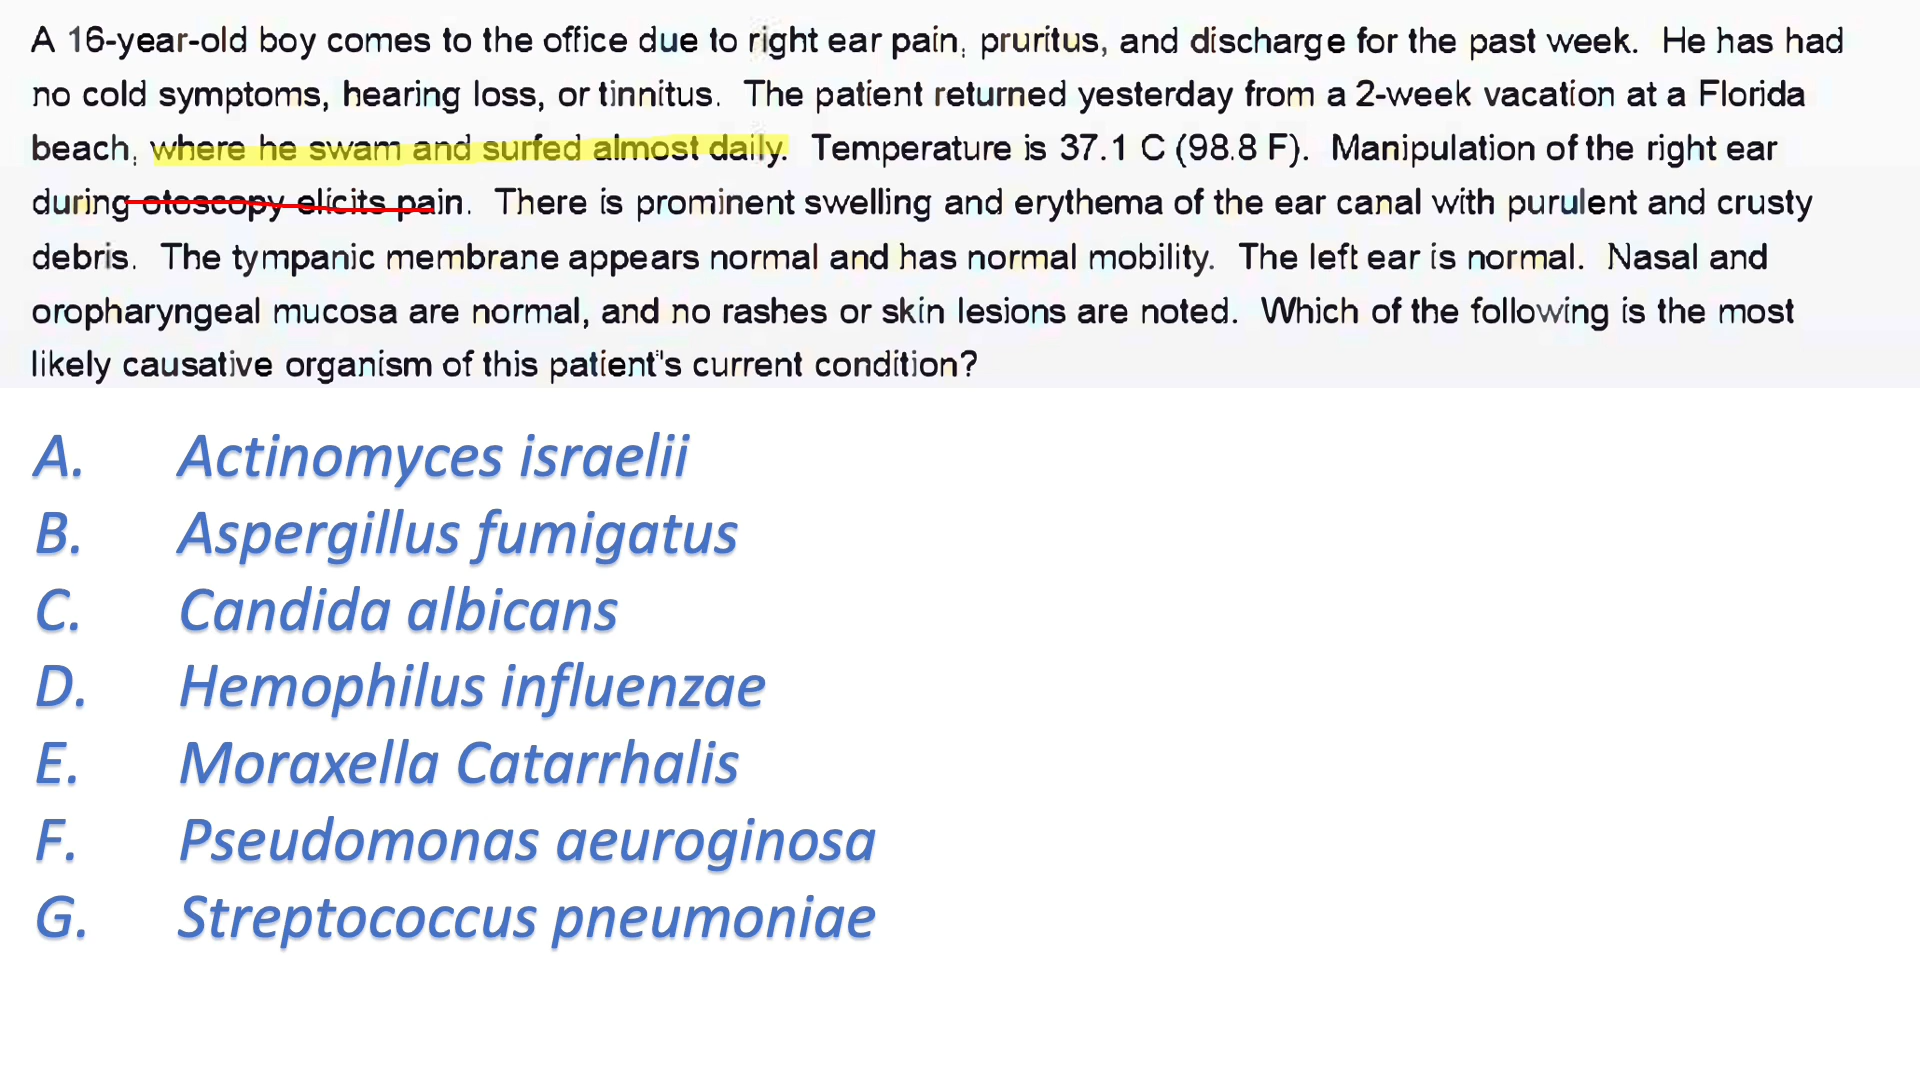 A 16-year-old boy comes to the office due to right ear pain, pruritus, and discharge for the past week. He has had
no cold symptoms, hearing loss, or tinnitus. The patient returned yesterday from a 2-week vacation at a Florida
beach, where he swam and surfed almost daily. Temperature is 37.1 C (98.8 F). Manipulation of the right ear
during otoscopy elicits pain. There is prominent swelling and erythema of the ear canal with purulent and crusty
debris. The tympanic membrane appears normal and has normal mobility. The left ear is normal. Nasal and
oropharyngeal mucosa are normal, and no rashes or skin lesions are noted. Which of the following is the most
likely causative organism of this patient's current condition?
A. Actinomyces israelii
B. Aspergillus fumigatus
C. Candida albicans
D. Hemophilus influenzae
E. Moraxella Catarrhalis
F. Pseudomonas aeuroginosa
G. Streptococcus pneumoniae